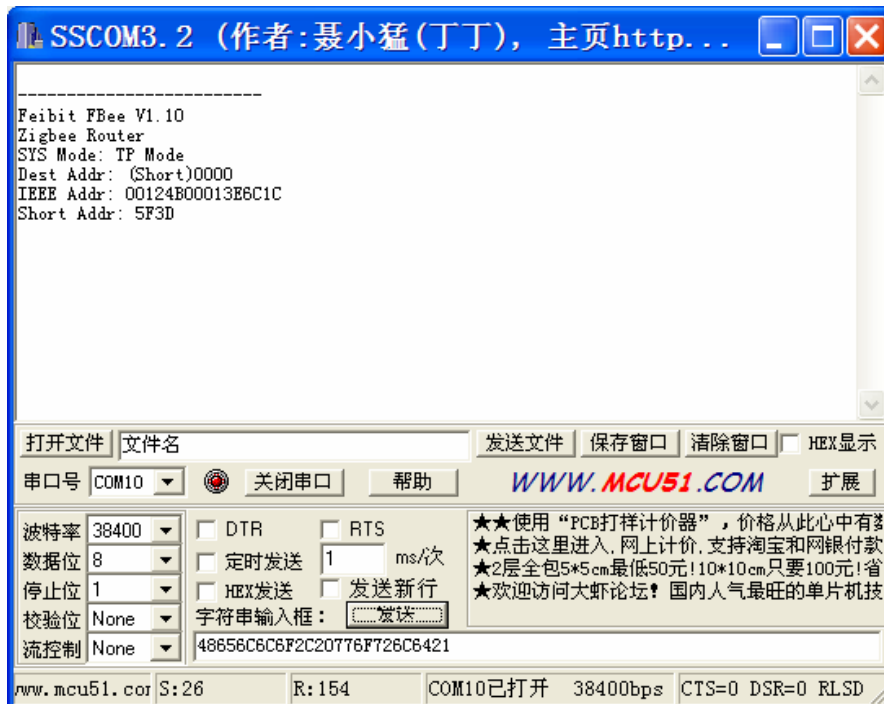 SSCOM3.2 (作者:聂小猛(丁丁), 主页http...
--------------------------
Feibit FBee V1.10
Zigbee Router
SYS Mode: TP Mode
Dest Addr: (Short)0000
IEEE Addr: 00124B00013E6C1C
Short Addr: 5F3D
打开文件 文件名 发送文件 保存窗口 清除窗口 HEX显示
串口号 COM10 关闭串口 帮助 WWW.MCU51.COM 扩展
波特率 38400 DTR RTS
数据位 8 定时发送 1 ms/次
停止位 1 HEX发送 发送新行
校验位 None 字符串输入框: 发送
流控制 None 48656C6C6F2C20776F726C6421
★★使用“PCB打样计价器”,价格从此心中有数
★点击这里进入.网上计价.支持淘宝和网银付款
★2层全包5*5cm最低50元!10*10cm只要100元!省
★欢迎访问大虾论坛!国内人气最旺的单片机技
www.mcu51.cor S:26 R:154 COM10已打开 38400bps CTS=0 DSR=0 RLSD